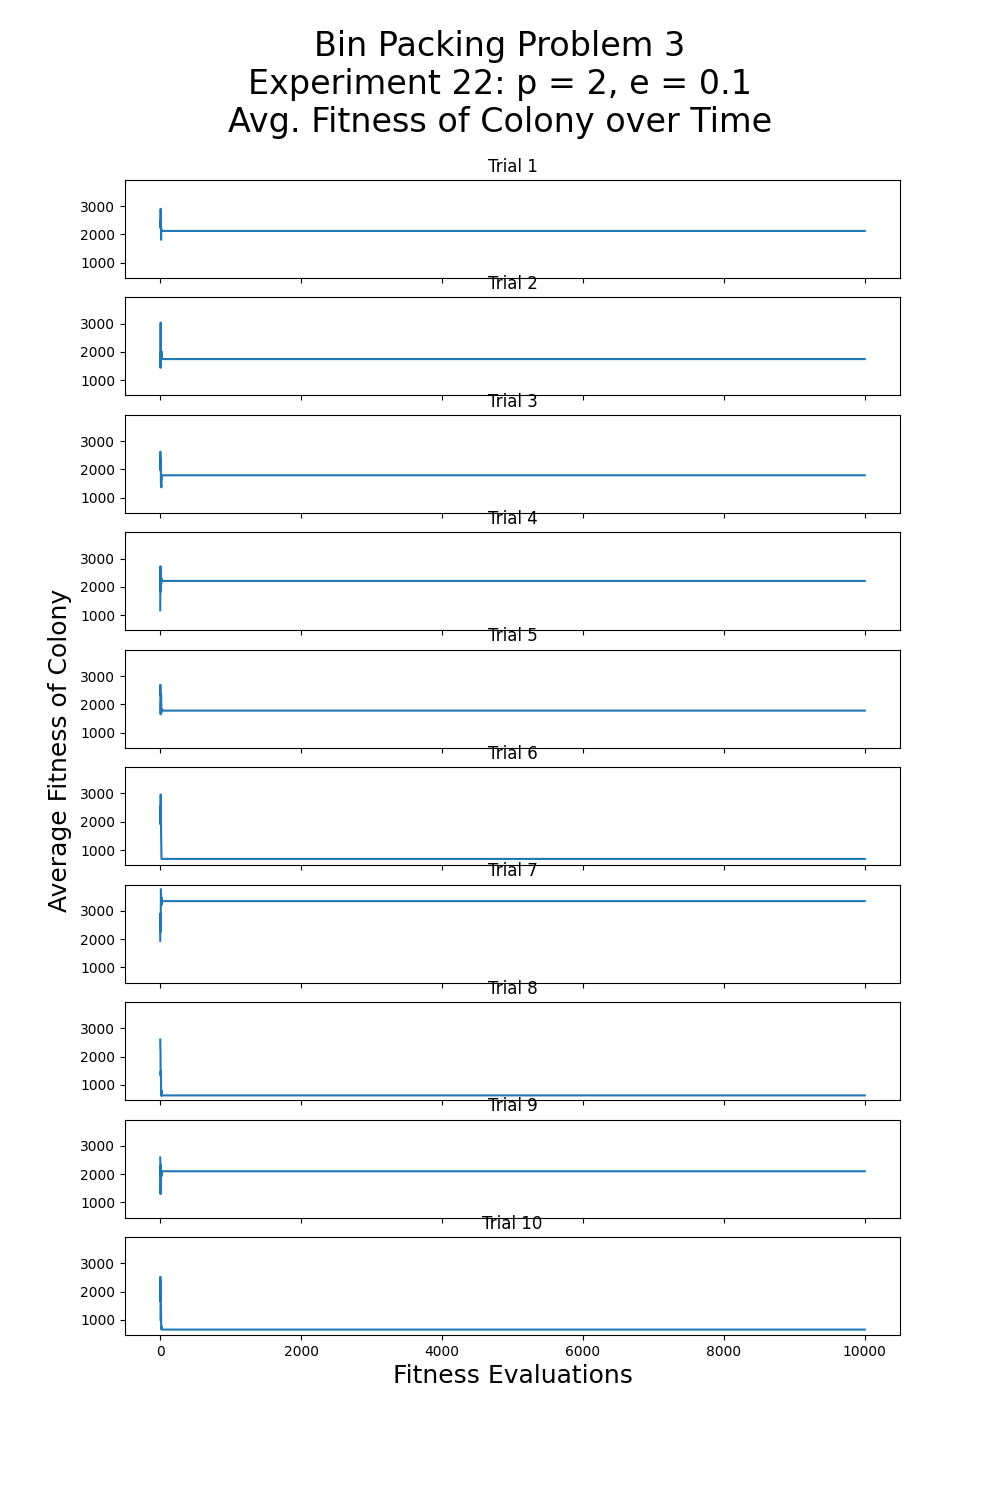 Bin Packing Problem 3
Experiment 22: p = 2, e = 0.1
Avg. Fitness of Colony over Time
Trial 1
3000
2000
1000
Trial 2
3000
2000
1000
Trial 3
3000
2000
1000
Trial 4
3000
2000
1000
Trial 5
3000
2000
1000
Trial 6
3000
2000
1000
Trial 7
3000
2000
1000
Trial 8
3000
2000
1000
Trial 9
3000
2000
1000
Trial 10
3000
2000
1000
0 2000 4000 6000 8000 10000
Fitness Evaluations
Average Fitness of Colony